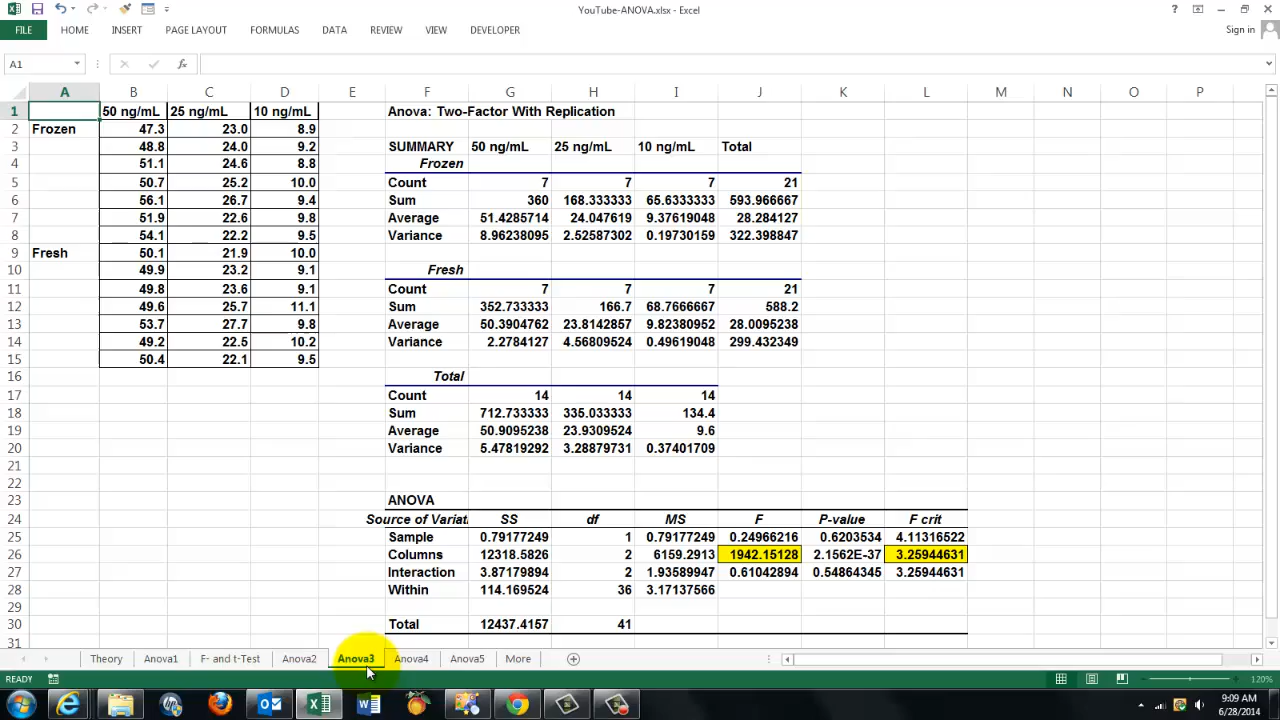 YouTube-ANOVA.xlsx - Excel
FILE HOME INSERT PAGE LAYOUT FORMULAS DATA REVIEW VIEW DEVELOPER Sign in
A1 fx
A B C D E F G H I J K L M N O P
1 50 ng/mL 25 ng/mL 10 ng/mL Anova: Two-Factor With Replication
2 Frozen 47.3 23.0 8.9
3 48.8 24.0 9.2 SUMMARY 50 ng/mL 25 ng/mL 10 ng/mL Total
4 51.1 24.6 8.8 Frozen
5 50.7 25.2 10.0 Count 7 7 7 21
6 56.1 26.7 9.4 Sum 360 168.333333 65.6333333 593.966667
7 51.9 22.6 9.8 Average 51.4285714 24.047619 9.37619048 28.284127
8 54.1 22.2 9.5 Variance 8.96238095 2.52587302 0.19730159 322.398847
9 Fresh 50.1 21.9 10.0
10 49.9 23.2 9.1 Fresh
11 49.8 23.6 9.1 Count 7 7 7 21
12 49.6 25.7 11.1 Sum 352.733333 166.7 68.7666667 588.2
13 53.7 27.7 9.8 Average 50.3904762 23.8142857 9.82380952 28.0095238
14 49.2 22.5 10.2 Variance 2.2784127 4.56809524 0.49619048 299.432349
15 50.4 22.1 9.5
16 Total
17 Count 14 14 14
18 Sum 712.733333 335.033333 134.4
19 Average 50.9095238 23.9309524 9.6
20 Variance 5.47819292 3.28879731 0.37401709
21
22
23 ANOVA
24 Source of Variat SS df MS F P-value F crit
25 Sample 0.79177249 1 0.79177249 0.24966216 0.6203534 4.11316522
26 Columns 12318.5826 2 6159.2913 1942.15128 2.1562E-37 3.25944631
27 Interaction 3.87179894 2 1.93589947 0.61042894 0.54864345 3.25944631
28 Within 114.169524 36 3.17137566
29
30 Total 12437.4157 41
31
Theory Anova1 F- and t-Test Anova2 Anova3 Anova4 Anova5 More
READY 120%
9:09 AM
6/28/2014